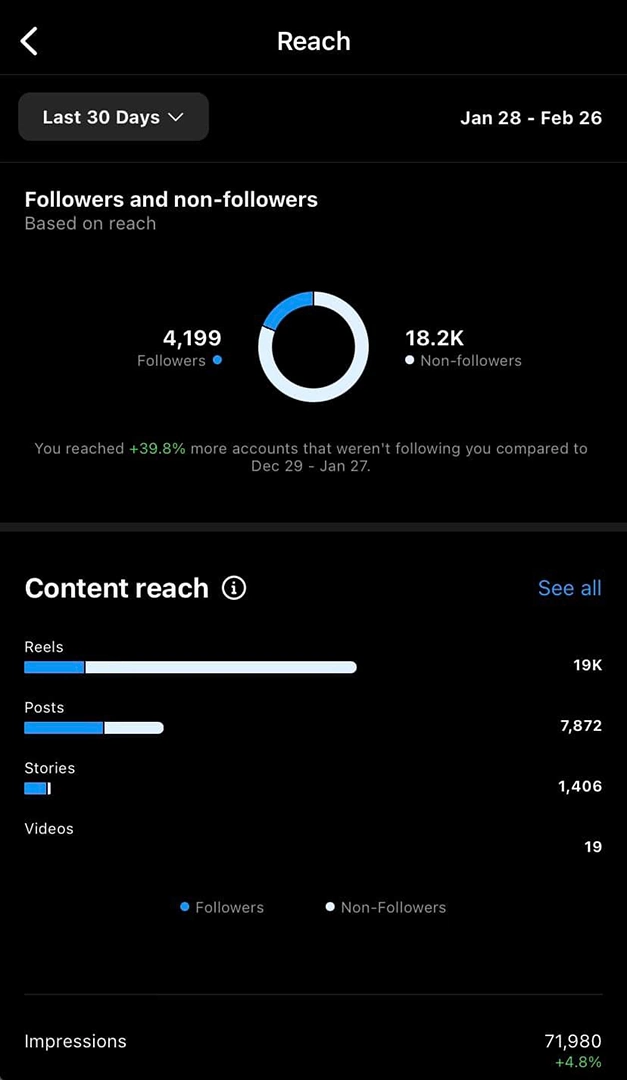 Reach
Last 30 Days
Jan 28 - Feb 26
Followers and non-followers
Based on reach
4,199
Followers
18.2K
Non-followers
You reached +39.8% more accounts that weren't following you compared to
Dec 29 - Jan 27.
Content reach
See all
Reels
19K
Posts
7,872
Stories
1,406
Videos
19
Followers
Non-Followers
Impressions
71,980
+4.8%